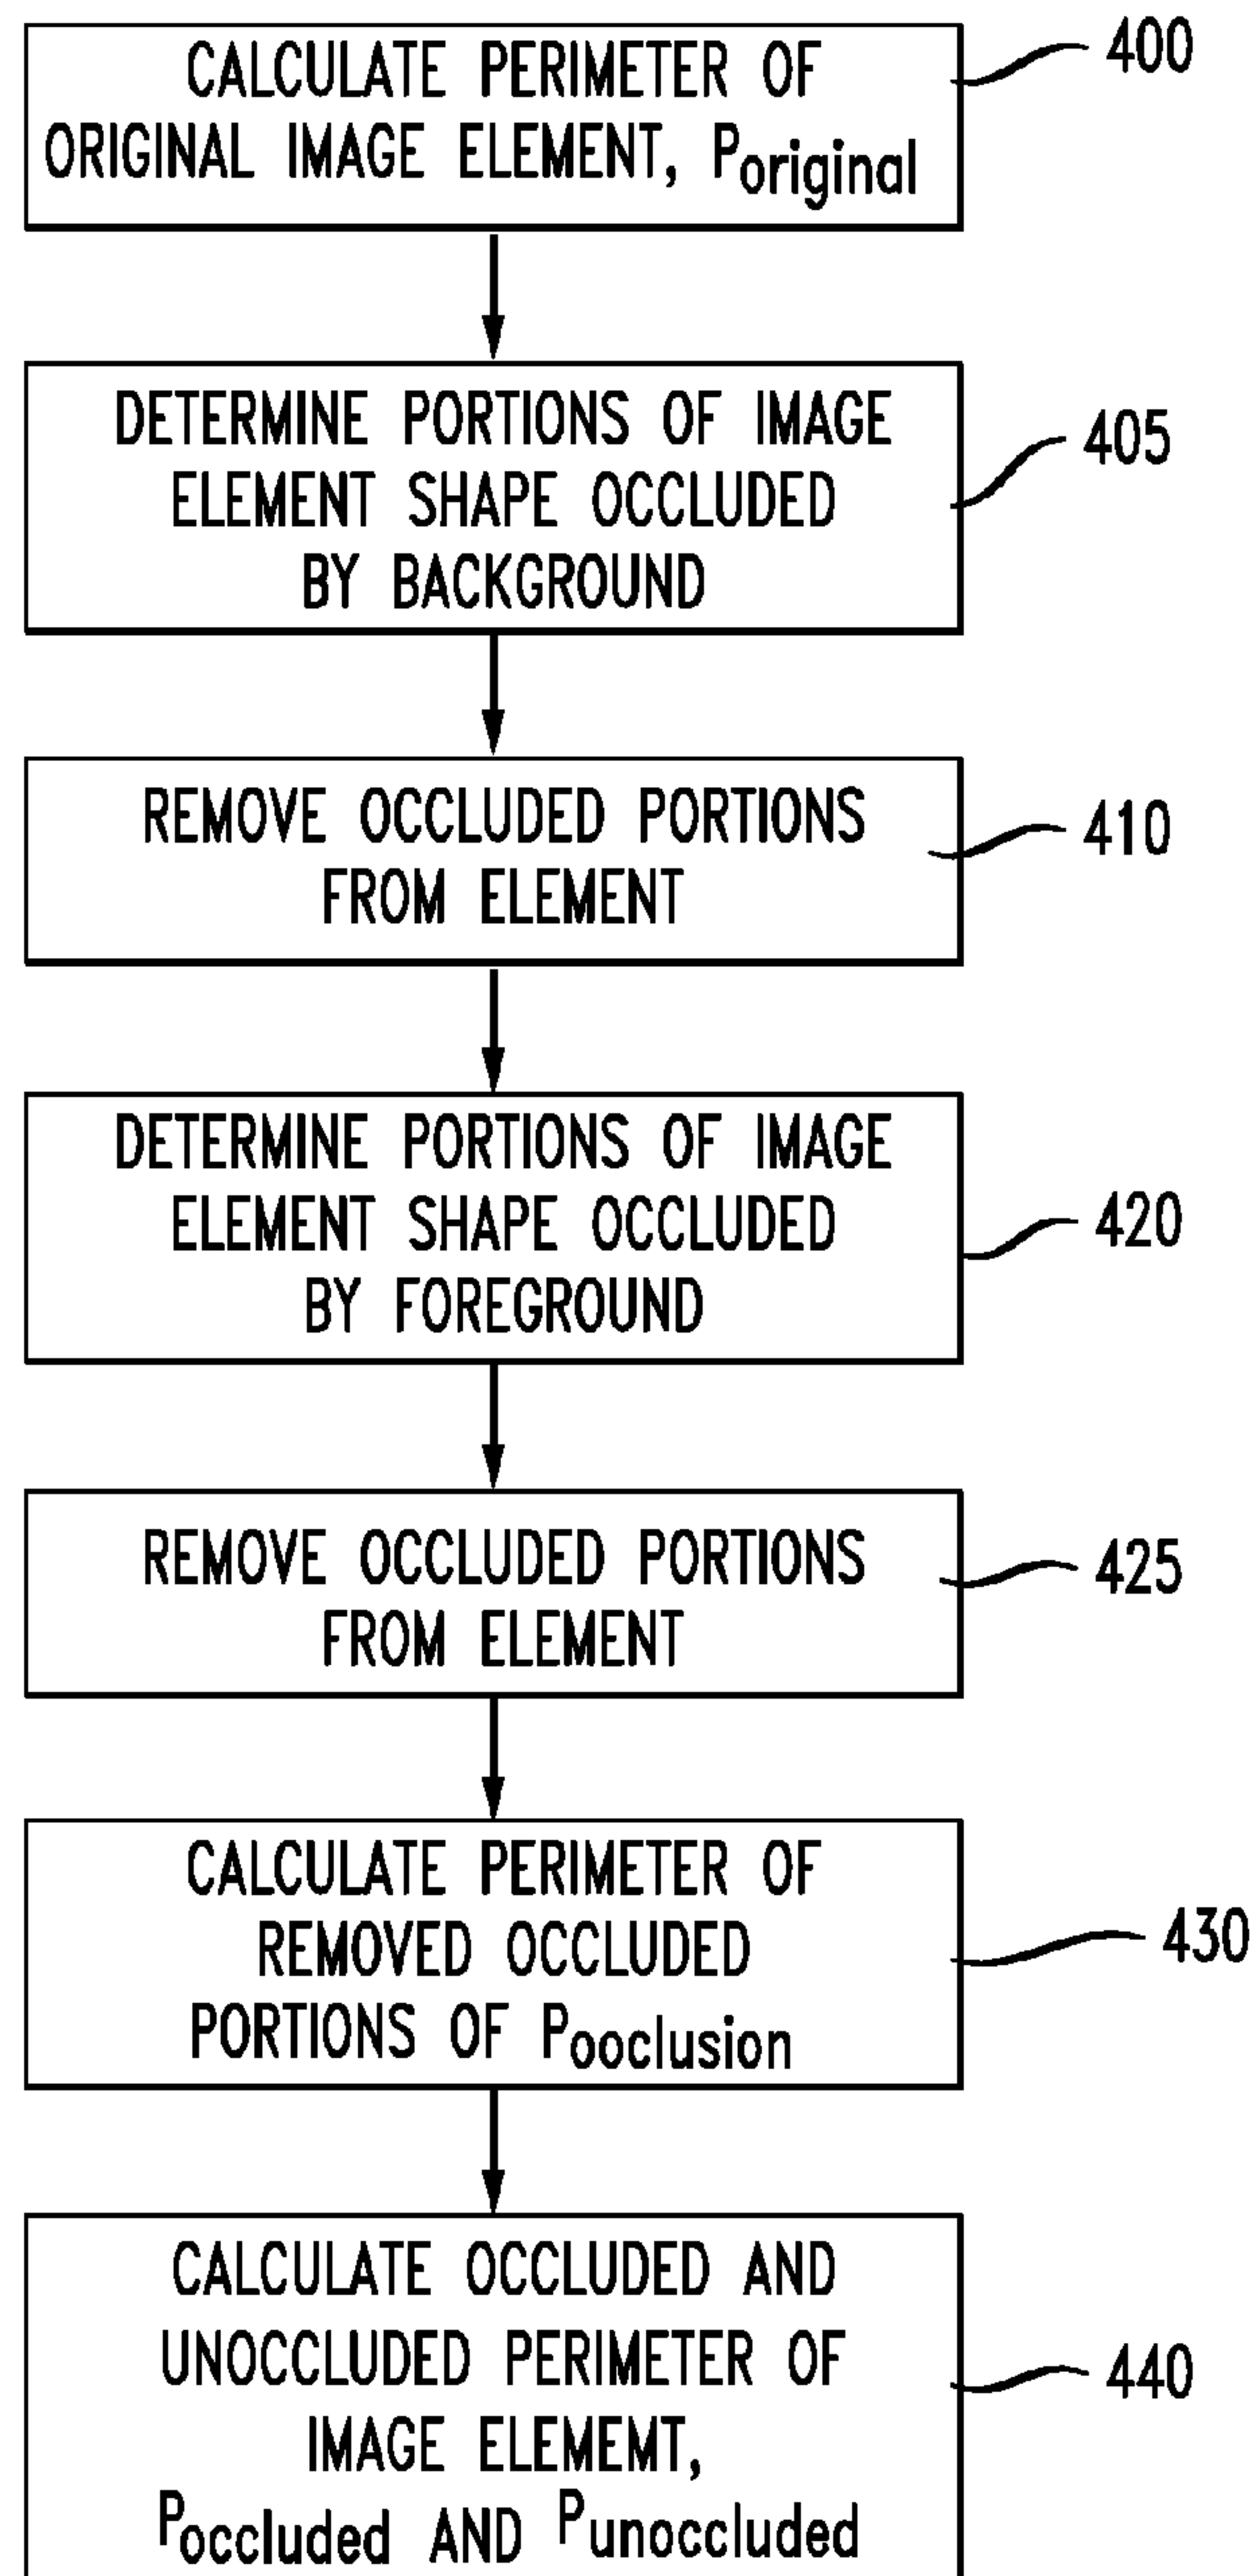 CALCULATE PERIMETER OF
ORIGINAL IMAGE ELEMENT, Poriginal
400
DETERMINE PORTIONS OF IMAGE
ELEMENT SHAPE OCCLUDED
BY BACKGROUND
405
REMOVE OCCLUDED PORTIONS
FROM ELEMENT
410
DETERMINE PORTIONS OF IMAGE
ELEMENT SHAPE OCCLUDED
BY FOREGROUND
420
REMOVE OCCLUDED PORTIONS
FROM ELEMENT
425
CALCULATE PERIMETER OF
REMOVED OCCLUDED
PORTIONS OF Pooclusion
430
CALCULATE OCCLUDED AND
UNOCCLUDED PERIMETER OF
IMAGE ELEMEMT,
Poccluded AND Punoccluded
440